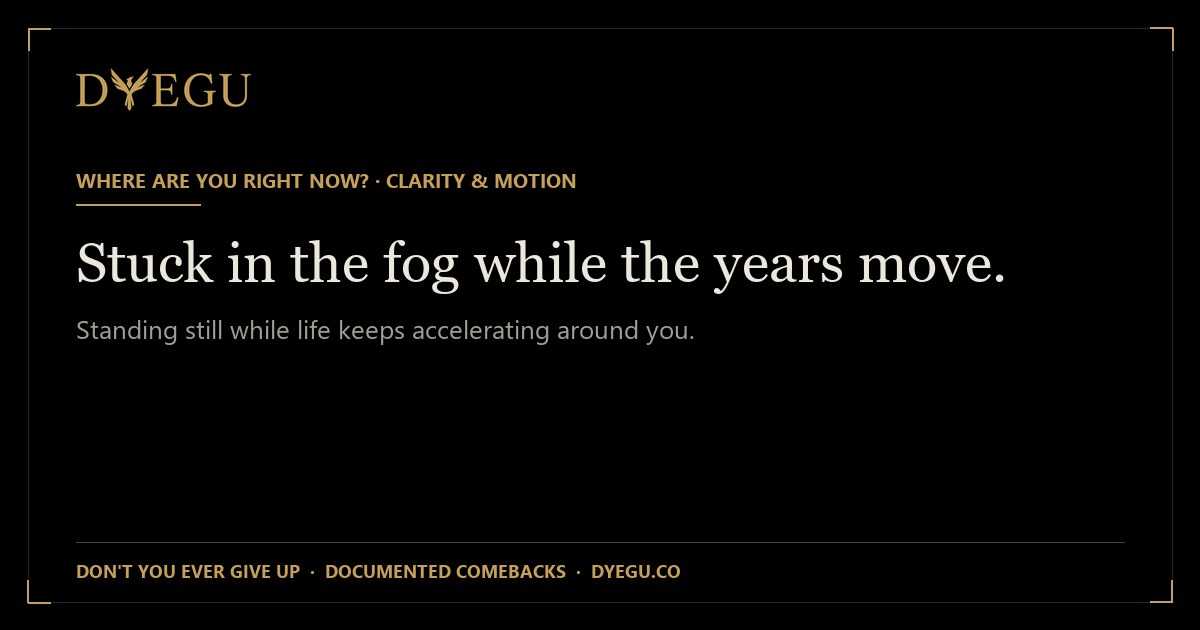 DYEGU
WHERE ARE YOU RIGHT NOW? · CLARITY & MOTION
Stuck in the fog while the years move.
Standing still while life keeps accelerating around you.
DON'T YOU EVER GIVE UP · DOCUMENTED COMEBACKS · DYEGU.CO